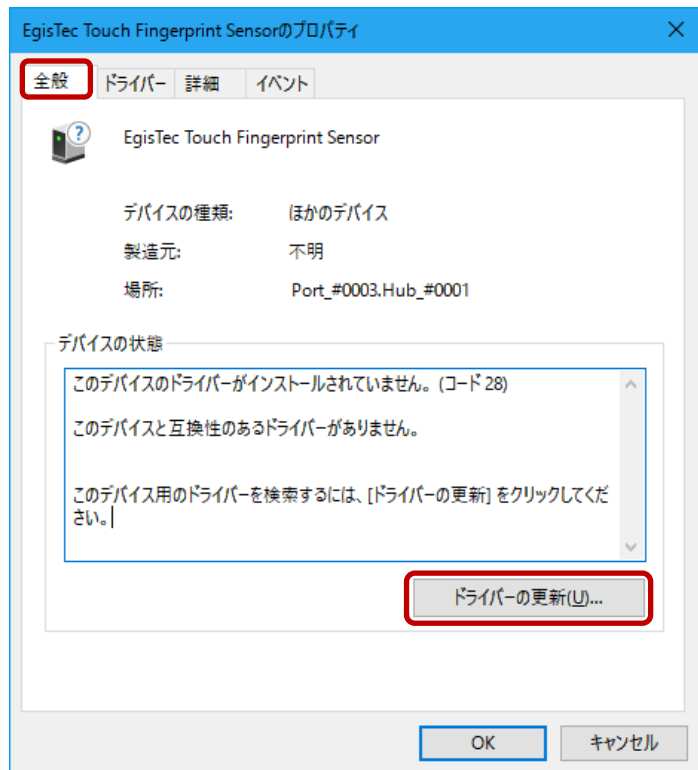 EgisTec Touch Fingerprint Sensorのプロパティ
全般 ドライバー 詳細 イベント
EgisTec Touch Fingerprint Sensor
デバイスの種類: ほかのデバイス
製造元: 不明
場所: Port_#0003.Hub_#0001
デバイスの状態
このデバイスのドライバーがインストールされていません。 (コード 28)
このデバイスと互換性のあるドライバーがありません。
このデバイス用のドライバーを検索するには、[ドライバーの更新] をクリックしてくだ
さい。
ドライバーの更新(U)...
OK キャンセル